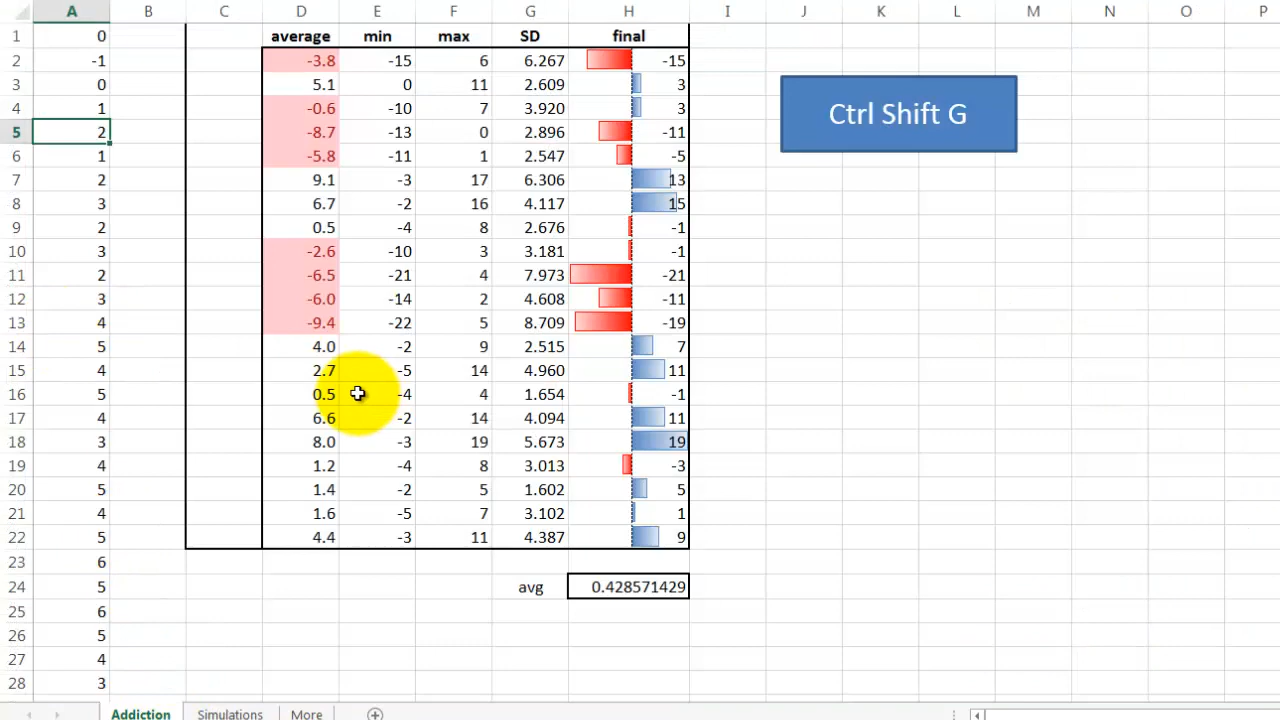 A B C D E F G H I J K L M N O P
1 0 average min max SD final
2 -1 -3.8 -15 6 6.267 -15
3 0 5.1 0 11 2.609 3
4 1 -0.6 -10 7 3.920 3
5 2 -8.7 -13 0 2.896 -11
6 1 -5.8 -11 1 2.547 -5
7 2 9.1 -3 17 6.306 13
8 3 6.7 -2 16 4.117 15
9 2 0.5 -4 8 2.676 -1
10 3 -2.6 -10 3 3.181 -1
11 2 -6.5 -21 4 7.973 -21
12 3 -6.0 -14 2 4.608 -11
13 4 -9.4 -22 5 8.709 -19
14 5 4.0 -2 9 2.515 7
15 4 2.7 -5 14 4.960 11
16 5 0.5 -4 4 1.654 -1
17 4 6.6 -2 14 4.094 11
18 3 8.0 -3 19 5.673 19
19 4 1.2 -4 8 3.013 -3
20 5 1.4 -2 5 1.602 5
21 4 1.6 -5 7 3.102 1
22 5 4.4 -3 11 4.387 9
23 6
24 5 avg 0.428571429
25 6
26 5
27 4
28 3
Ctrl Shift G
Addiction Simulations More